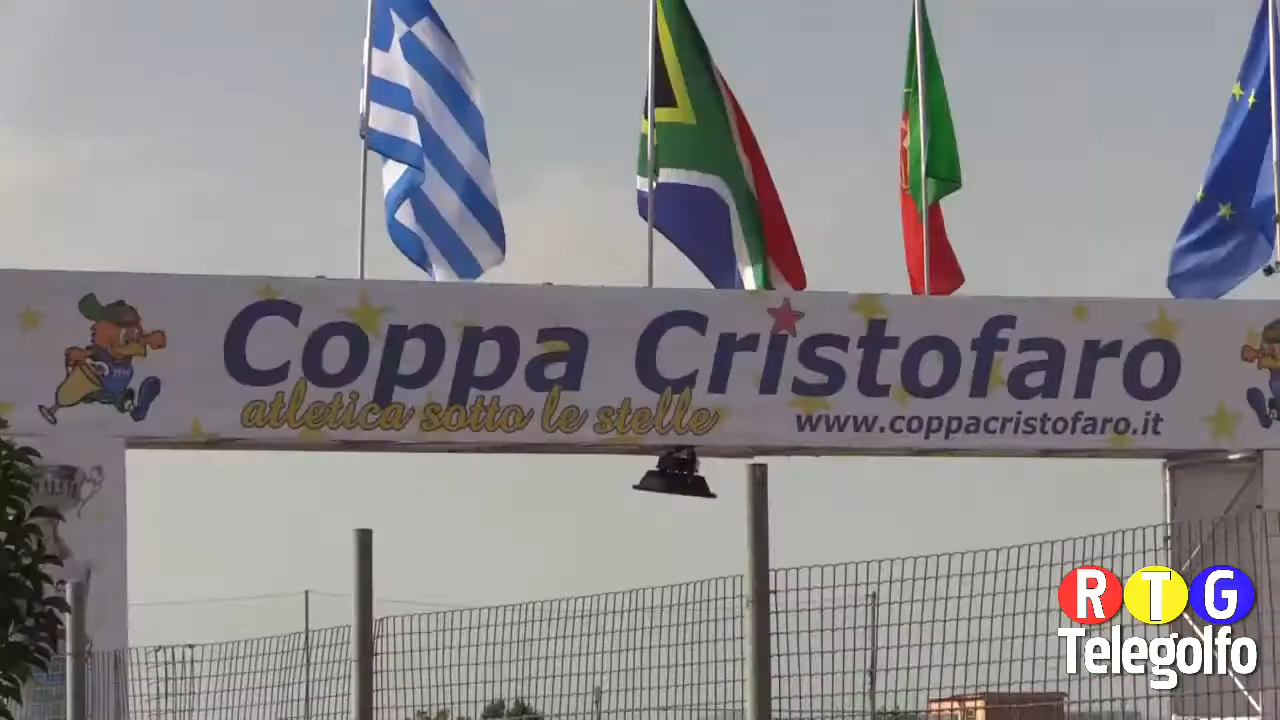 Coppa Cristofaro
atletica sotto le stelle
www.coppacristofaro.it
RTG
Telegolfo